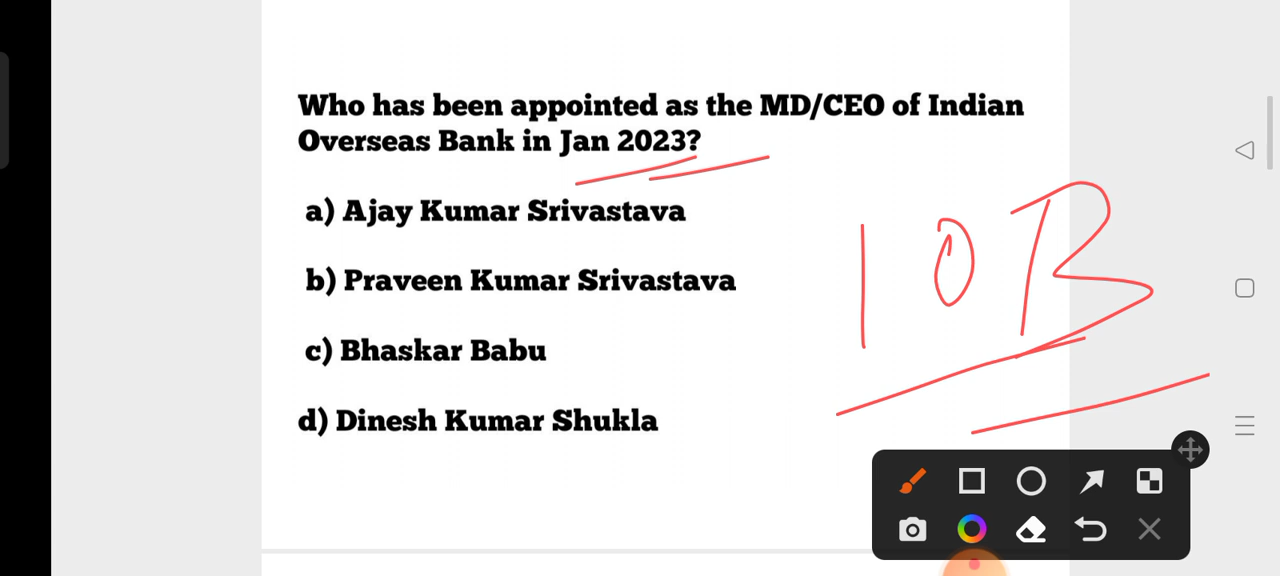 Who has been appointed as the MD/CEO of Indian
Overseas Bank in Jan 2023?
a) Ajay Kumar Srivastava
b) Praveen Kumar Srivastava
c) Bhaskar Babu
d) Dinesh Kumar Shukla
IOB